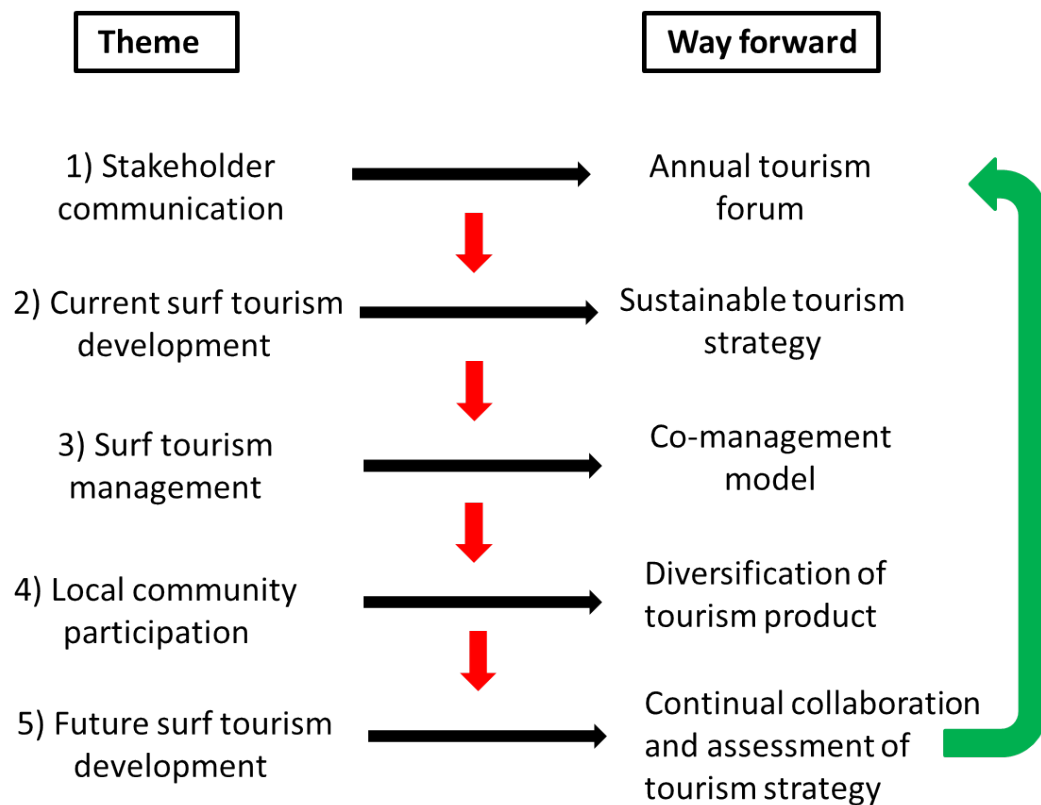 Theme
Way forward
1) Stakeholder
communication
Annual tourism
forum
2) Current surf tourism
development
Sustainable tourism
strategy
3) Surf tourism
management
Co-management
model
4) Local community
participation
Diversification of
tourism product
5) Future surf tourism
development
Continual collaboration
and assessment of
tourism strategy